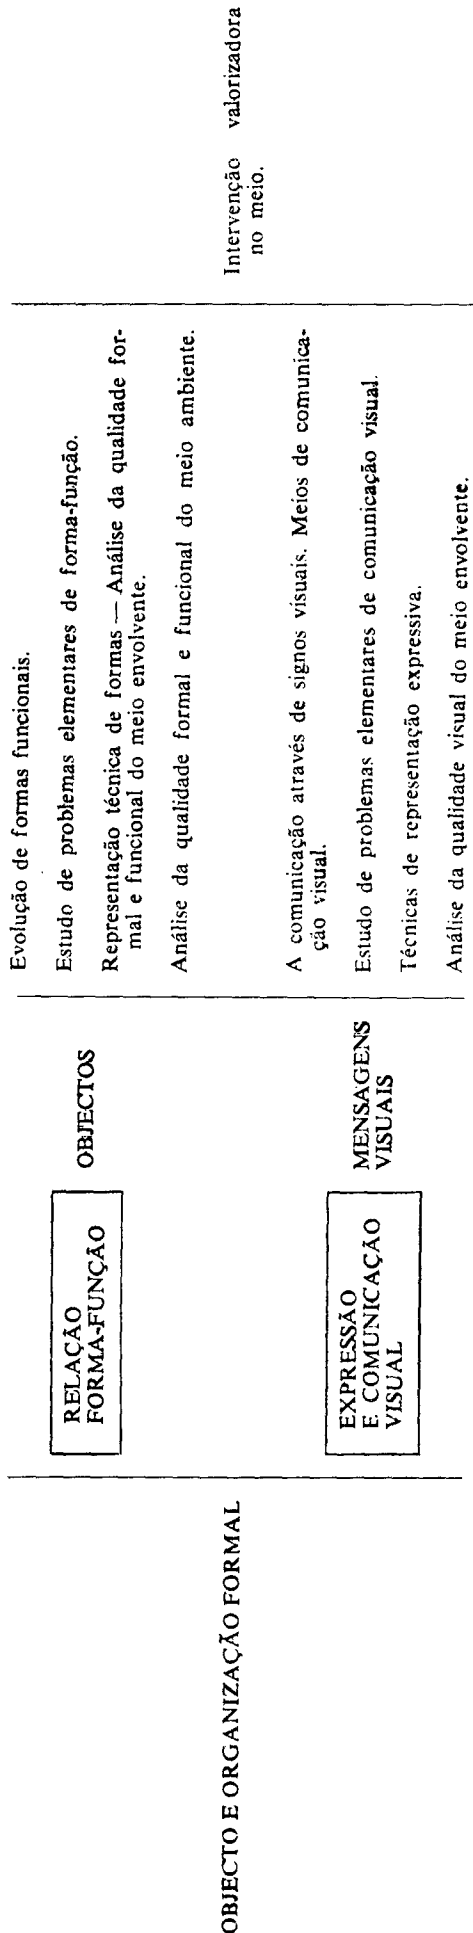 OBJECTO E ORGANIZAÇÃO FORMAL
RELAÇÃO
FORMA-FUNÇÃO
OBJECTOS
Evolução de formas funcionais.
Estudo de problemas elementares de forma-função.
Representação técnica de formas — Análise da qualidade for-
mal e funcional do meio envolvente.
Análise da qualidade formal e funcional do meio ambiente.
EXPRESSÃO
E COMUNICAÇÃO
VISUAL
MENSAGENS
VISUAIS
A comunicação através de signos visuais. Meios de comunica-
ção visual.
Estudo de problemas elementares de comunicação visual.
Técnicas de representação expressiva.
Análise da qualidade visual do meio envolvente.
Intervenção valorizadora
no meio.